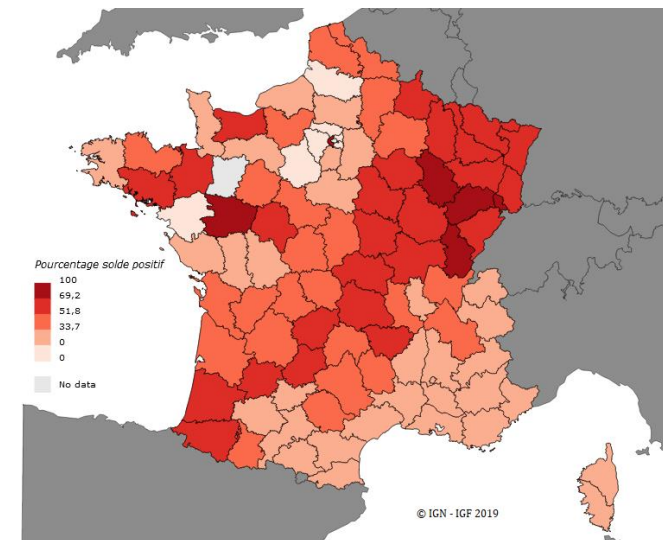 Pourcentage solde positif
100
69,2
51,8
33,7
0
0
No data
© IGN - IGF 2019